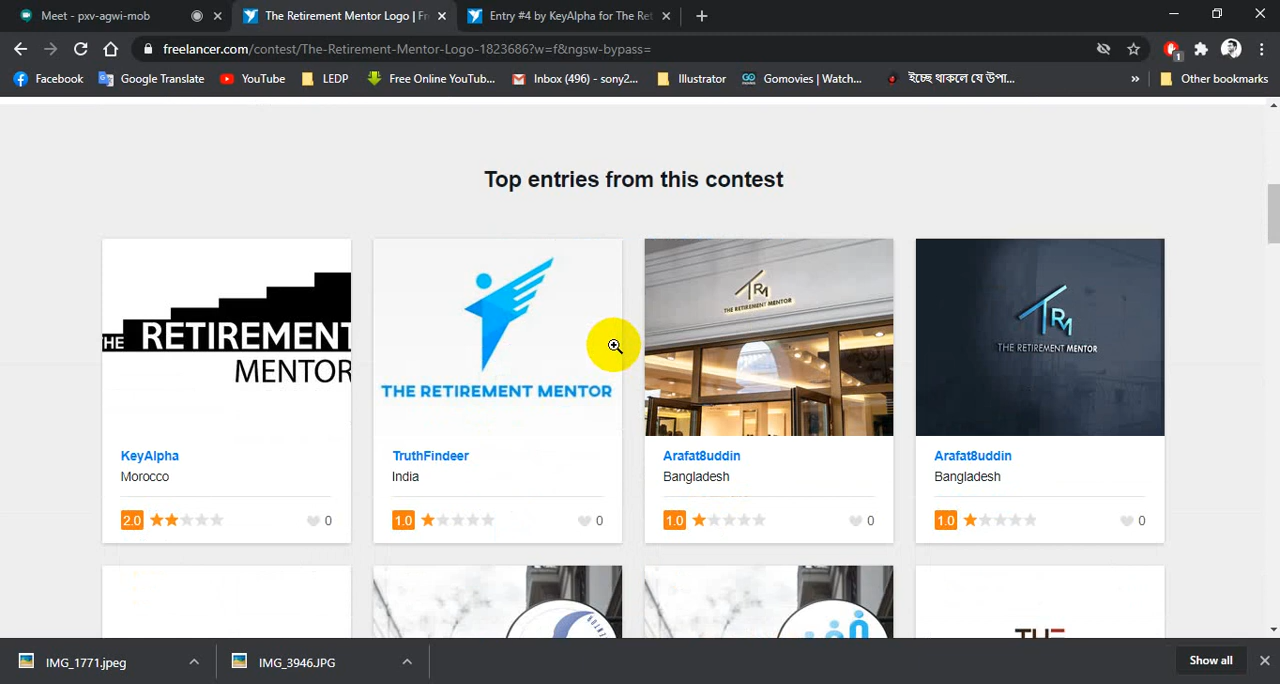 Meet - pxv-agwi-mob
The Retirement Mentor Logo | Fr
Entry #4 by KeyAlpha for The Ret
freelancer.com/contest/The-Retirement-Mentor-Logo-1823686?w=f&ngsw-bypass=
1
Facebook
Google Translate
YouTube
LEDP
Free Online YouTub...
Inbox (496) - sony2...
Illustrator
Gomovies | Watch...
ইচ্ছে থাকলে যে উপা...
»
Other bookmarks
Top entries from this contest
THE RETIREMENT
MENTOR
THE RETIREMENT MENTOR
TRM
THE RETIREMENT MENTOR
TRM
THE RETIREMENT MENTOR
KeyAlpha
Morocco
2.0
0
TruthFindeer
India
1.0
0
Arafat8uddin
Bangladesh
1.0
0
Arafat8uddin
Bangladesh
1.0
0
THE
IMG_1771.jpeg
IMG_3946.JPG
Show all